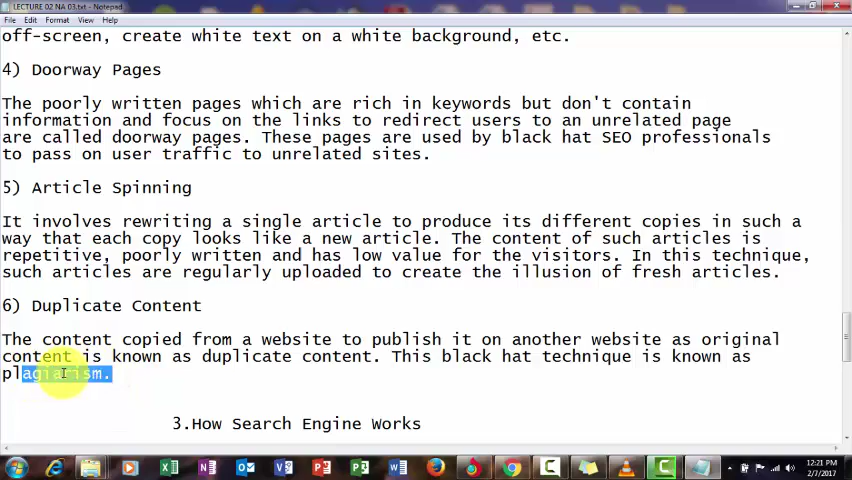 LECTURE 02 NA 03.txt - Notepad
File Edit Format View Help
off-screen, create white text on a white background, etc.
4) Doorway Pages
The poorly written pages which are rich in keywords but don't contain
information and focus on the links to redirect users to an unrelated page
are called doorway pages. These pages are used by black hat SEO professionals
to pass on user traffic to unrelated sites.
5) Article Spinning
It involves rewriting a single article to produce its different copies in such a
way that each copy looks like a new article. The content of such articles is
repetitive, poorly written and has low value for the visitors. In this technique,
such articles are regularly uploaded to create the illusion of fresh articles.
6) Duplicate Content
The content copied from a website to publish it on another website as original
content is known as duplicate content. This black hat technique is known as
plagiarism.
3.How Search Engine Works
12:21 PM
2/7/2017